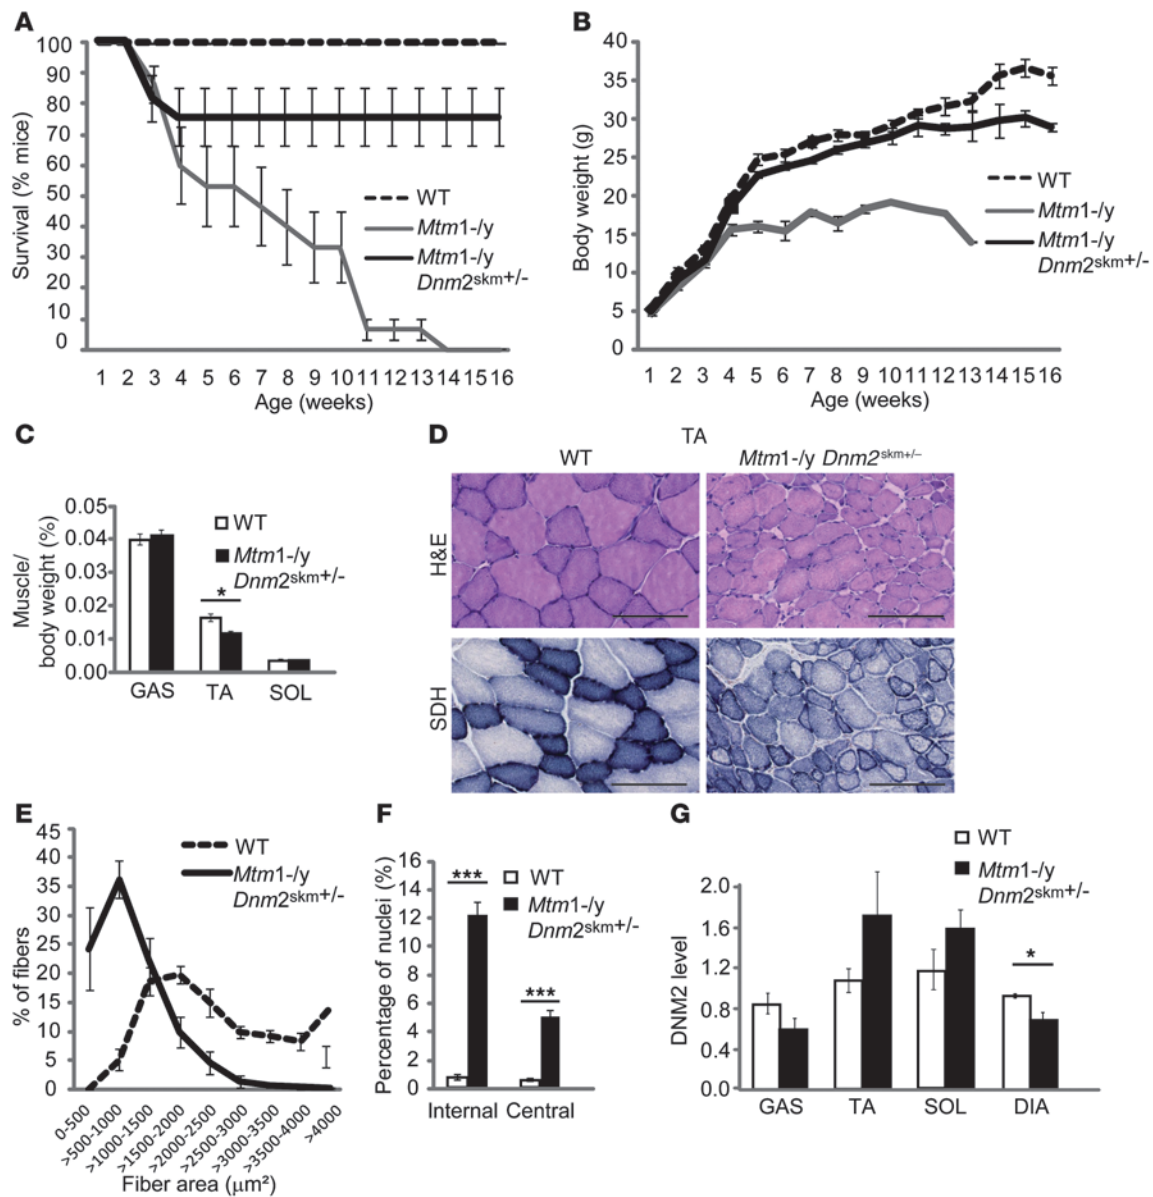 A
100
90
80
70
60
50
40
30
20
10
0
Survival (% mice)
WT
Mtm1-/y
Mtm1-/y
Dnm2skm+/-
1 2 3 4 5 6 7 8 9 10 11 12 13 14 15 16
Age (weeks)
B
40
35
30
25
20
15
10
5
0
Body weight (g)
WT
Mtm1-/y
Mtm1-/y
Dnm2skm+/-
1 2 3 4 5 6 7 8 9 10 11 12 13 14 15 16
Age (weeks)
C
0.05
0.04
0.03
0.02
0.01
0.00
Muscle/
body weight (%)
WT
Mtm1-/y
Dnm2skm+/-
*
GAS TA SOL
D
TA
WT Mtm1-/y Dnm2skm+/−
H&E
SDH
E
45
40
35
30
25
20
15
10
5
0
% of fibers
WT
Mtm1-/y
Dnm2skm+/-
0-500
>500-1000
>1000-1500
>1500-2000
>2000-2500
>2500-3000
>3000-3500
>3500-4000
>4000
Fiber area (μm²)
F
16
14
12
10
8
6
4
2
0
Percentage of nuclei (%)
WT
Mtm1-/y
Dnm2skm+/-
***
***
Internal Central
G
2.0
1.6
1.2
0.8
0.4
0.0
DNM2 level
WT
Mtm1-/y
Dnm2skm+/-
*
GAS TA SOL DIA